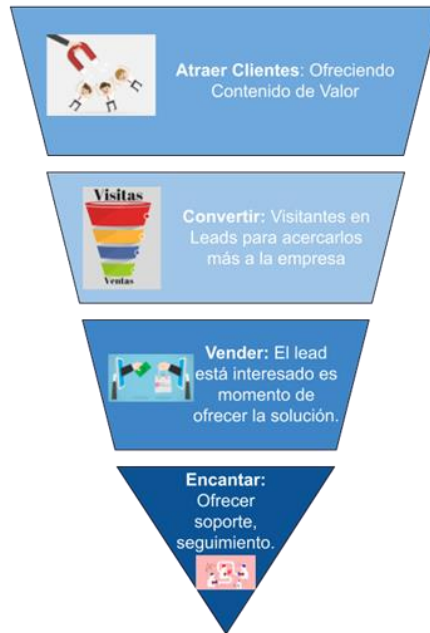 Atraer Clientes: Ofreciendo
Contenido de Valor
Visitas
Ventas
Convertir: Visitantes en
Leads para acercarlos
más a la empresa
Vender: El lead
está interesado es
momento de
ofrecer la solución.
Encantar:
Ofrecer
soporte,
seguimiento.